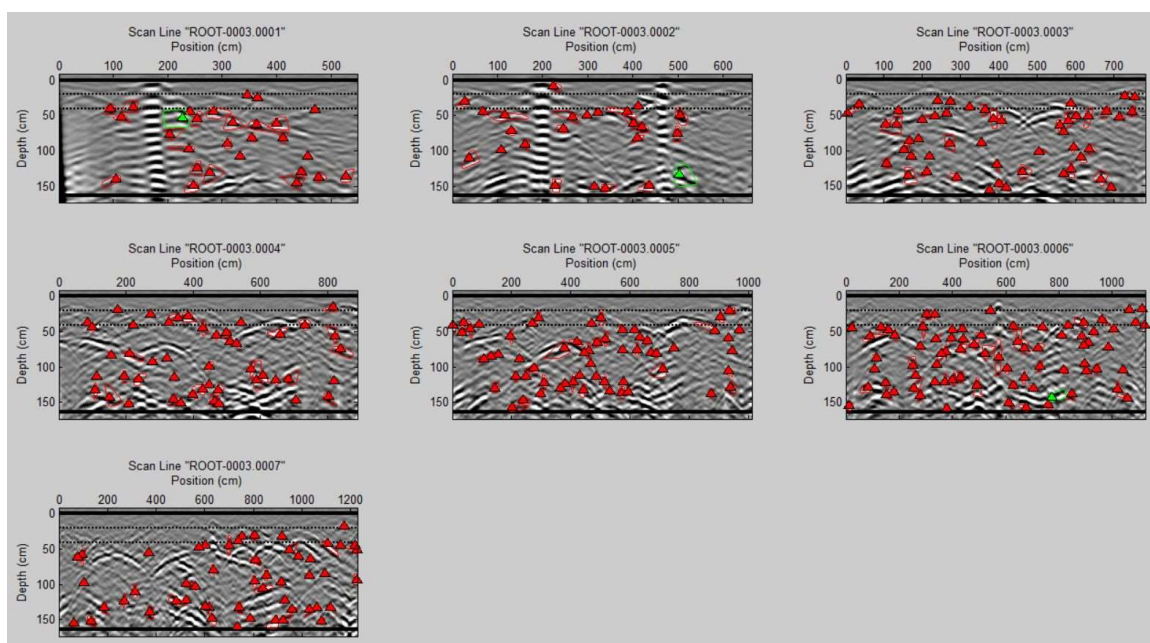 Scan Line "ROOT-0003.0001"
Position (cm)
0 100 200 300 400 500
Depth (cm)
0
50
100
150
Scan Line "ROOT-0003.0002"
Position (cm)
0 100 200 300 400 500 600
Depth (cm)
0
50
100
150
Scan Line "ROOT-0003.0003"
Position (cm)
0 100 200 300 400 500 600 700
Depth (cm)
0
50
100
150
Scan Line "ROOT-0003.0004"
Position (cm)
0 200 400 600 800
Depth (cm)
0
50
100
150
Scan Line "ROOT-0003.0005"
Position (cm)
0 200 400 600 800 1000
Depth (cm)
0
50
100
150
Scan Line "ROOT-0003.0006"
Position (cm)
0 200 400 600 800 1000
Depth (cm)
0
50
100
150
Scan Line "ROOT-0003.0007"
Position (cm)
0 200 400 600 800 1000 1200
Depth (cm)
0
50
100
150